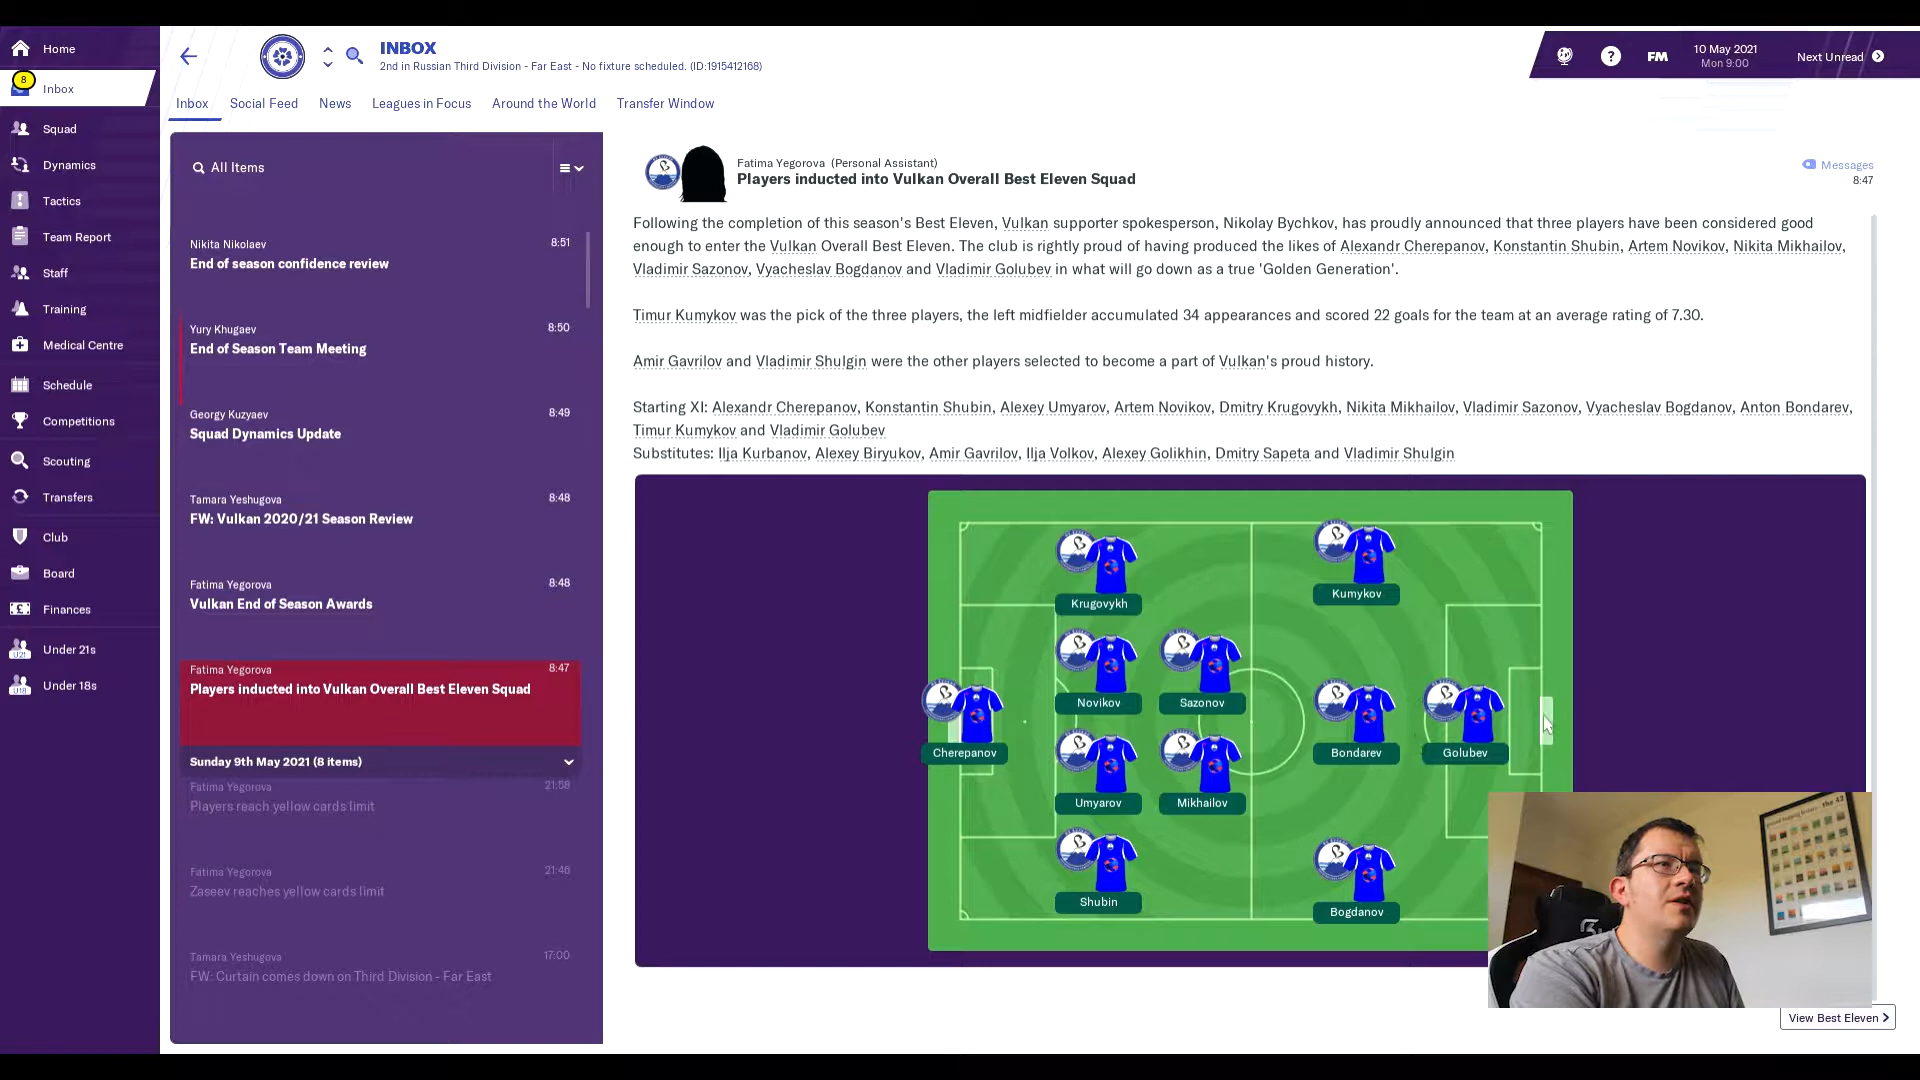 Home
8
Inbox
Squad
Dynamics
Tactics
Team Report
Staff
Training
Medical Centre
Schedule
Competitions
Scouting
Transfers
Club
Board
Finances
U21
Under 21s
U18
Under 18s
INBOX
2nd in Russian Third Division - Far East - No fixture scheduled. (ID:1915412168)
? FM
10 May 2021
Mon 9:00
Next Unread
Inbox Social Feed News Leagues in Focus Around the World Transfer Window
All Items
Nikita Nikolaev 8:51
End of season confidence review
Yury Khugaev 8:50
End of Season Team Meeting
Georgy Kuzyaev 8:49
Squad Dynamics Update
Tamara Yeshugova 8:48
FW: Vulkan 2020/21 Season Review
Fatima Yegorova 8:48
Vulkan End of Season Awards
Fatima Yegorova 8:47
Players inducted into Vulkan Overall Best Eleven Squad
Sunday 9th May 2021 (8 items)
Fatima Yegorova 21:58
Players reach yellow cards limit
Fatima Yegorova 21:46
Zaseev reaches yellow cards limit
Tamara Yeshugova 17:00
FW: Curtain comes down on Third Division - Far East
Fatima Yegorova (Personal Assistant)
Players inducted into Vulkan Overall Best Eleven Squad
Messages
8:47
Following the completion of this season's Best Eleven, Vulkan supporter spokesperson, Nikolay Bychkov, has proudly announced that three players have been considered good
enough to enter the Vulkan Overall Best Eleven. The club is rightly proud of having produced the likes of Alexandr Cherepanov, Konstantin Shubin, Artem Novikov, Nikita Mikhailov,
Vladimir Sazonov, Vyacheslav Bogdanov and Vladimir Golubev in what will go down as a true 'Golden Generation'.
Timur Kumykov was the pick of the three players, the left midfielder accumulated 34 appearances and scored 22 goals for the team at an average rating of 7.30.
Amir Gavrilov and Vladimir Shulgin were the other players selected to become a part of Vulkan's proud history.
Starting XI: Alexandr Cherepanov, Konstantin Shubin, Alexey Umyarov, Artem Novikov, Dmitry Krugovykh, Nikita Mikhailov, Vladimir Sazonov, Vyacheslav Bogdanov, Anton Bondarev,
Timur Kumykov and Vladimir Golubev
Substitutes: Ilja Kurbanov, Alexey Biryukov, Amir Gavrilov, Ilja Volkov, Alexey Golikhin, Dmitry Sapeta and Vladimir Shulgin
Krugovykh
Kumykov
Novikov
Sazonov
Cherepanov
Bondarev
Golubev
Umyarov
Mikhailov
Shubin
Bogdanov
View Best Eleven